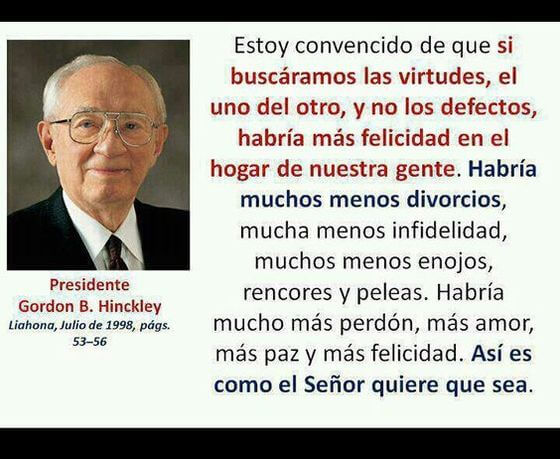 Estoy convencido de que si
buscáramos las virtudes, el
uno del otro, y no los defectos,
habría más felicidad en el
hogar de nuestra gente. Habría
muchos menos divorcios,
mucha menos infidelidad,
muchos menos enojos,
rencores y peleas. Habría
mucho más perdón, más amor,
más paz y más felicidad. Así es
como el Señor quiere que sea.
Presidente
Gordon B. Hinckley
Liahona, Julio de 1998, págs.
53–56